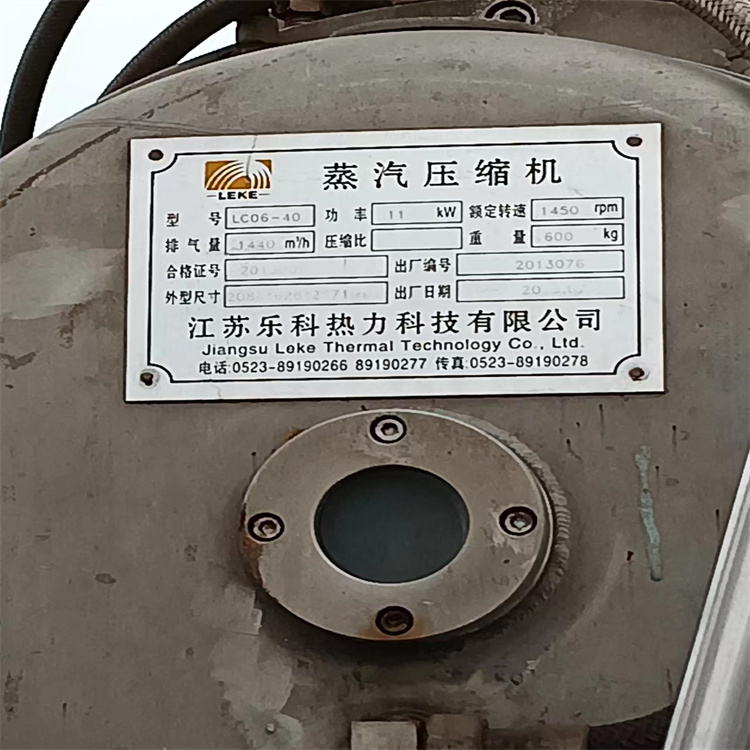 LEKE
蒸汽压缩机
型号 LC06-40 功率 11 kW 额定转速 1450 rpm
排气量 1440 m³/h 压缩比 重量 600 kg
合格证号 出厂编号 2013076
外型尺寸 出厂日期
江苏乐科热力科技有限公司
Jiangsu Leke Thermal Technology Co., Ltd.
电话:0523-89190266 89190277 传真:0523-89190278